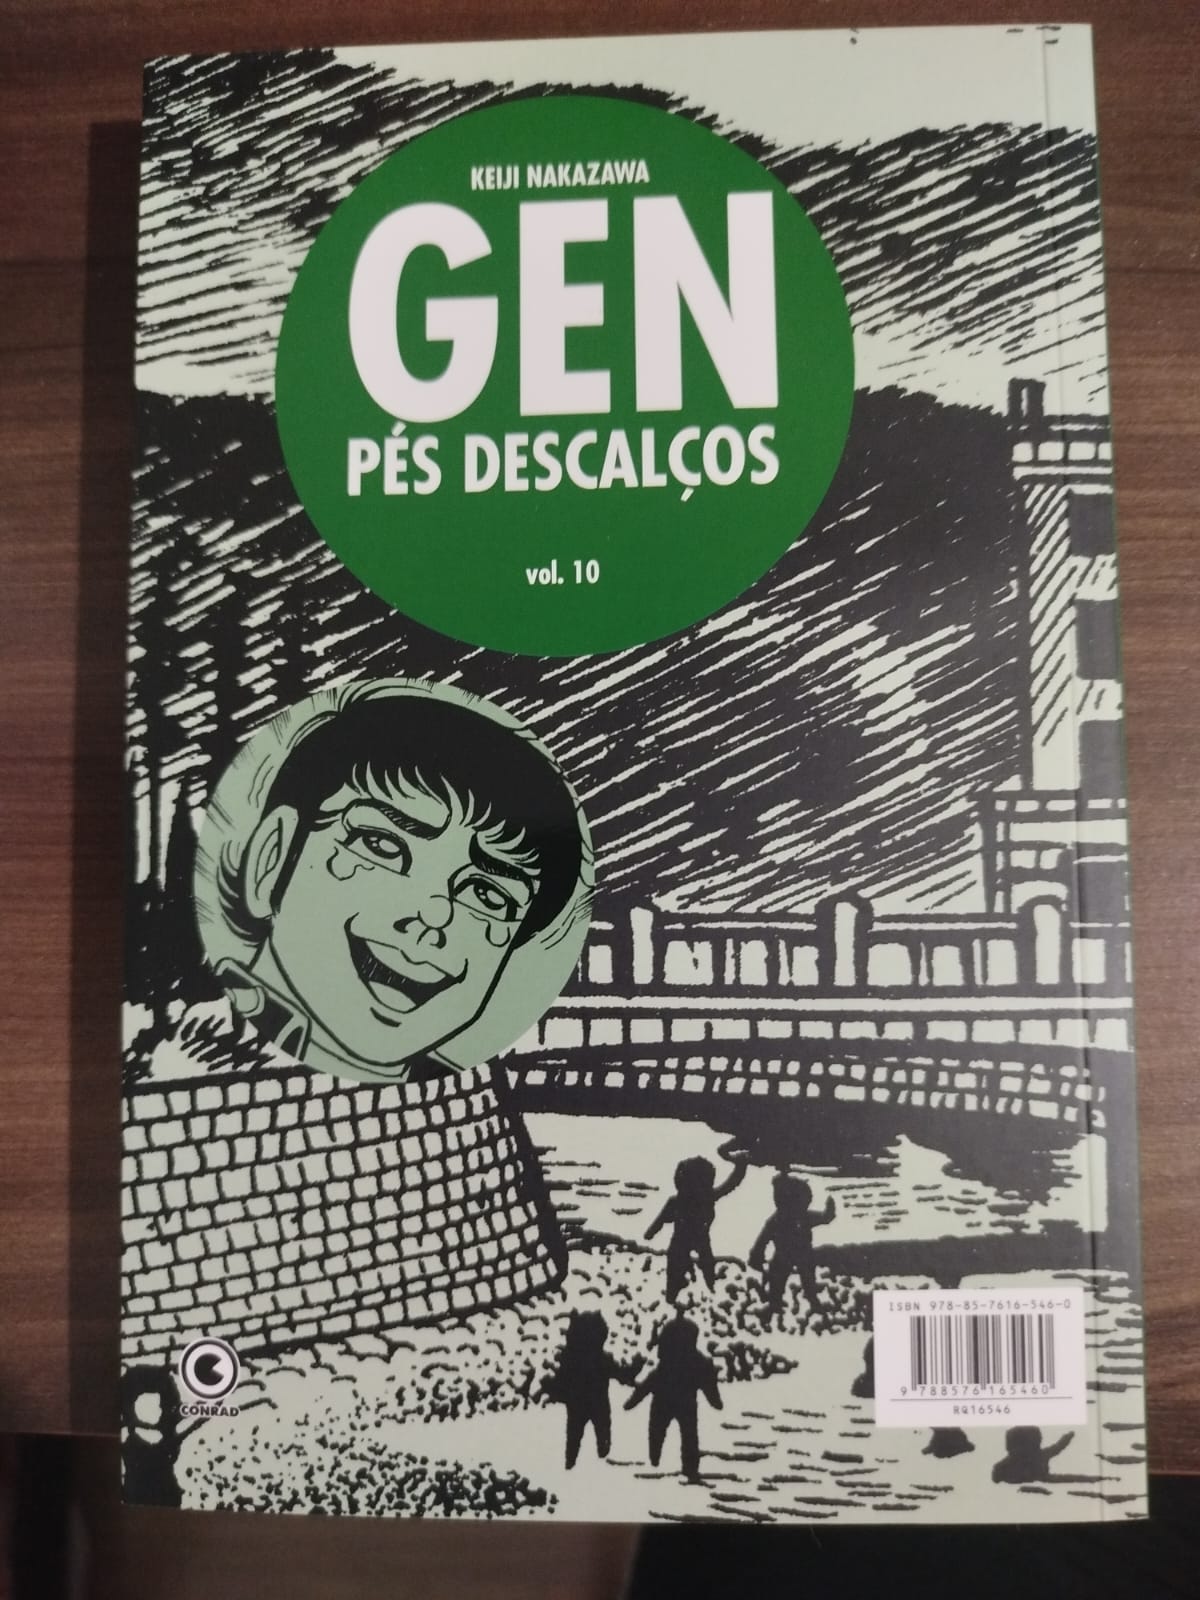 KEIJI NAKAZAWA
GEN
PÉS DESCALÇOS
vol. 10
ISBN 978-85-7616-546-0
9 788576 165460
RQ16546
CONRAD